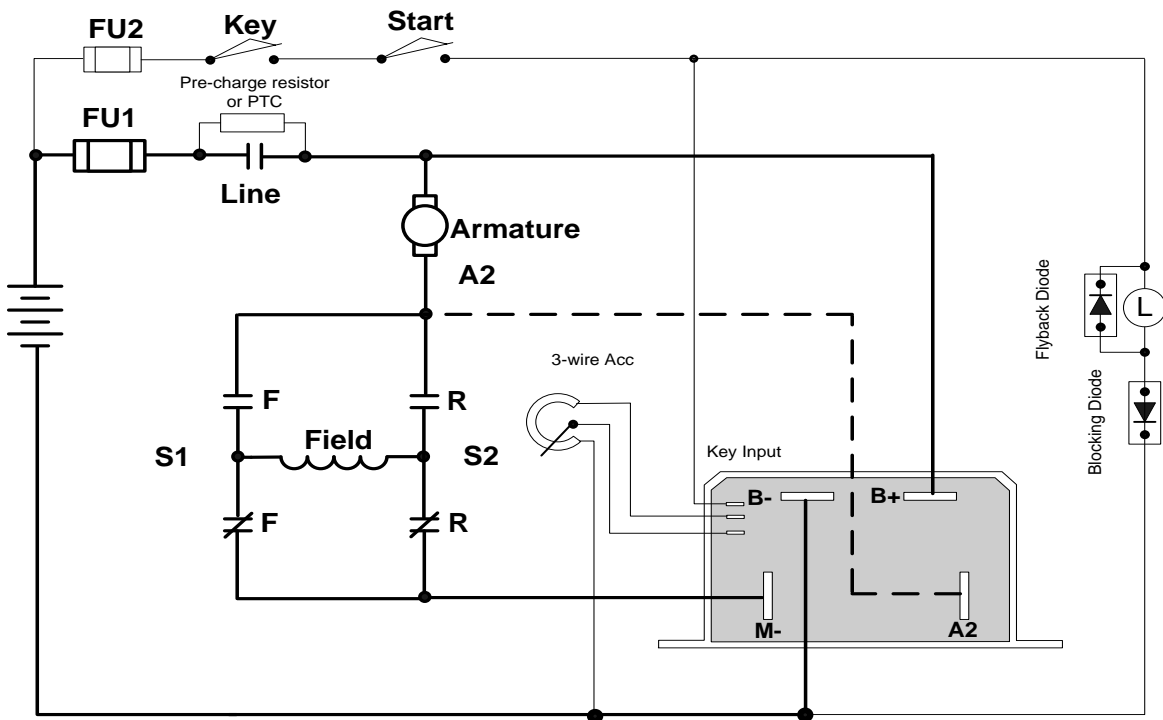 FU2
Key
Start
Pre-charge resistor
or PTC
FU1
Line
Armature
A2
Flyback Diode
L
3-wire Acc
F
R
Blocking Diode
Field
S1
S2
Key Input
B-
B+
F
R
M-
A2